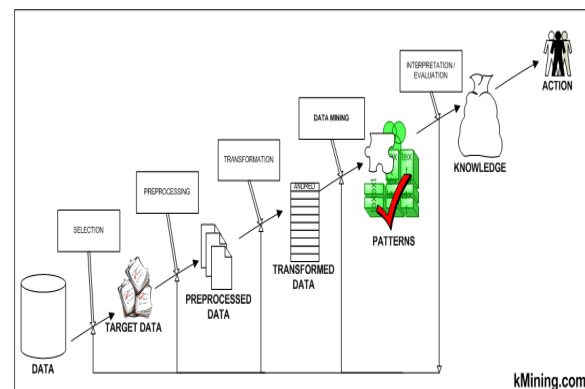 ACTION
INTERPRETATION /
EVALUATION
KNOWLEDGE
DATA MINING
PATTERNS
TRANSFORMATION
ANDMED
TRANSFORMED
DATA
PREPROCESSING
PREPROCESSED
DATA
SELECTION
TARGET DATA
DATA
kMining.com